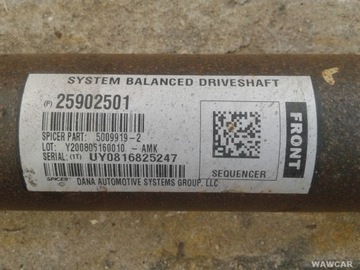 SYSTEM BALANCED DRIVESHAFT
(P) 25902501
SPICER PART: 5009919-2
LOT: Y200805160010 - AMK
SERIAL: (1T) UY0816825247
SEQUENCER
FRONT
SPICER
DANA AUTOMOTIVE SYSTEMS GROUP, LLC
WAWCAR